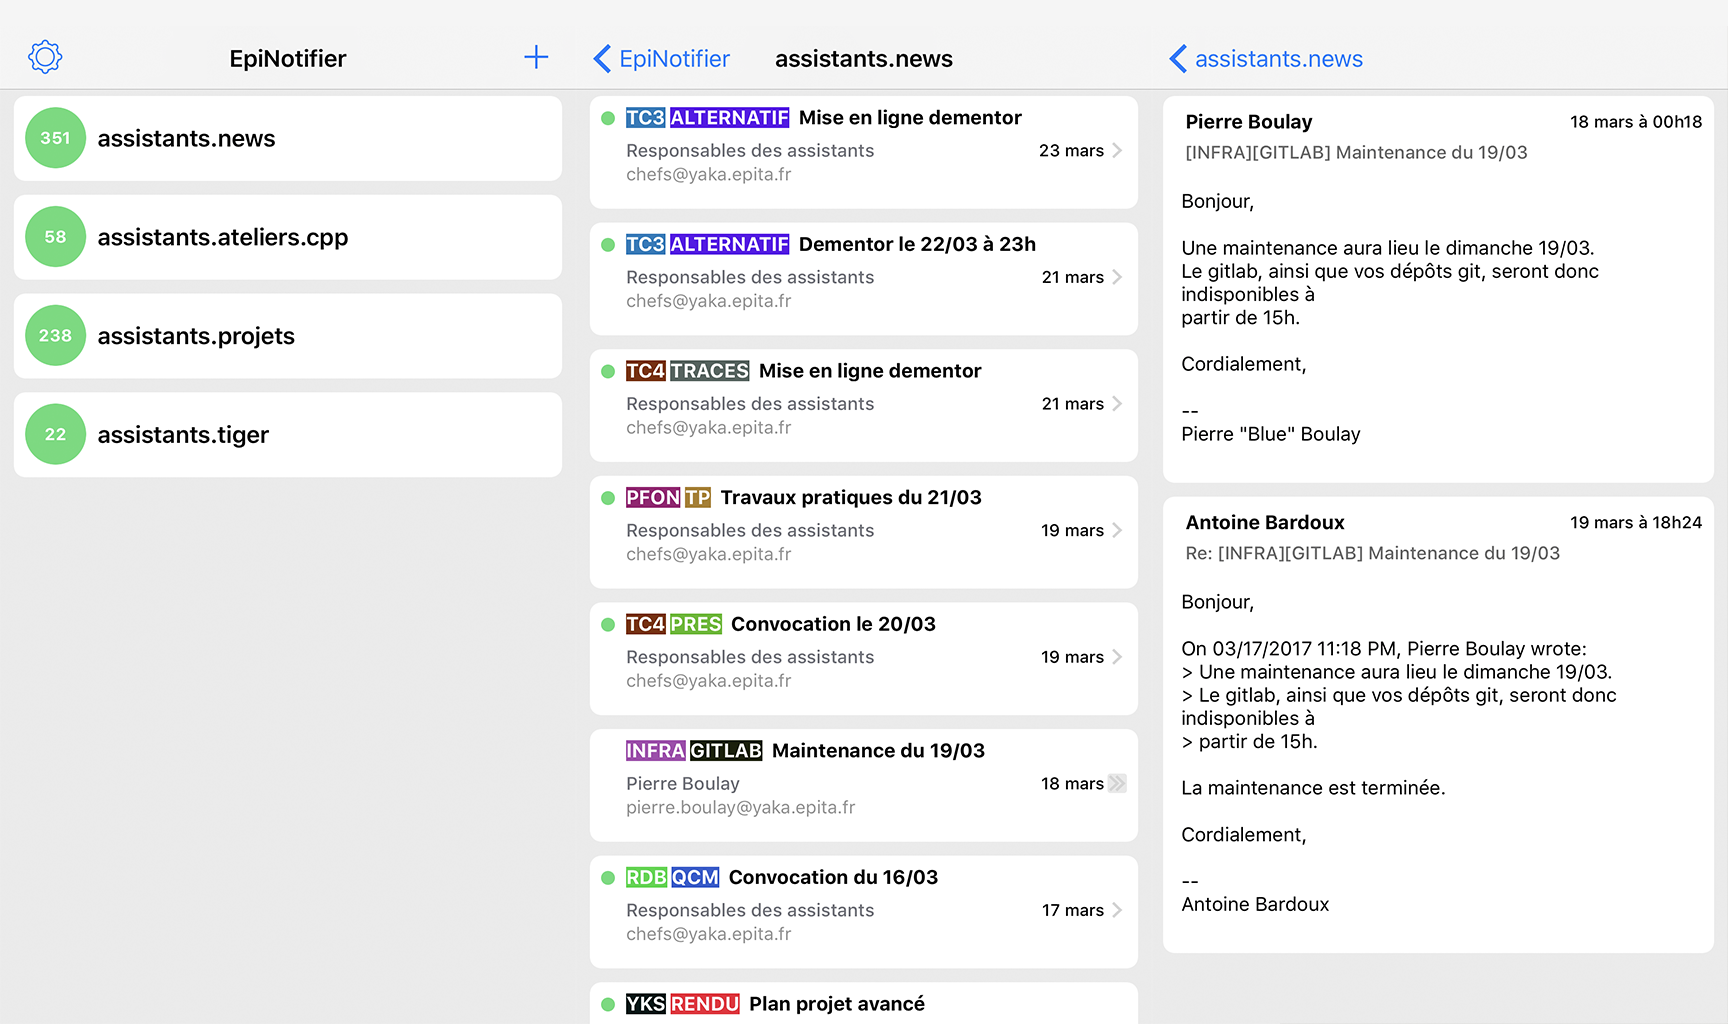 EpiNotifier
351 assistants.news
58 assistants.ateliers.cpp
238 assistants.projets
22 assistants.tiger
EpiNotifier assistants.news
TC3 ALTERNATIF Mise en ligne dementor
Responsables des assistants 23 mars
chefs@yaka.epita.fr
TC3 ALTERNATIF Dementor le 22/03 à 23h
Responsables des assistants 21 mars
chefs@yaka.epita.fr
TC4 TRACES Mise en ligne dementor
Responsables des assistants 21 mars
chefs@yaka.epita.fr
PFON TP Travaux pratiques du 21/03
Responsables des assistants 19 mars
chefs@yaka.epita.fr
TC4 PRES Convocation le 20/03
Responsables des assistants 19 mars
chefs@yaka.epita.fr
INFRA GITLAB Maintenance du 19/03
Pierre Boulay 18 mars
pierre.boulay@yaka.epita.fr
RDB QCM Convocation du 16/03
Responsables des assistants 17 mars
chefs@yaka.epita.fr
YKS RENDU Plan projet avancé
assistants.news
Pierre Boulay 18 mars à 00h18
[INFRA][GITLAB] Maintenance du 19/03
Bonjour,
Une maintenance aura lieu le dimanche 19/03.
Le gitlab, ainsi que vos dépôts git, seront donc
indisponibles à
partir de 15h.
Cordialement,
--
Pierre "Blue" Boulay
Antoine Bardoux 19 mars à 18h24
Re: [INFRA][GITLAB] Maintenance du 19/03
Bonjour,
On 03/17/2017 11:18 PM, Pierre Boulay wrote:
> Une maintenance aura lieu le dimanche 19/03.
> Le gitlab, ainsi que vos dépôts git, seront donc
indisponibles à
> partir de 15h.
La maintenance est terminée.
Cordialement,
--
Antoine Bardoux